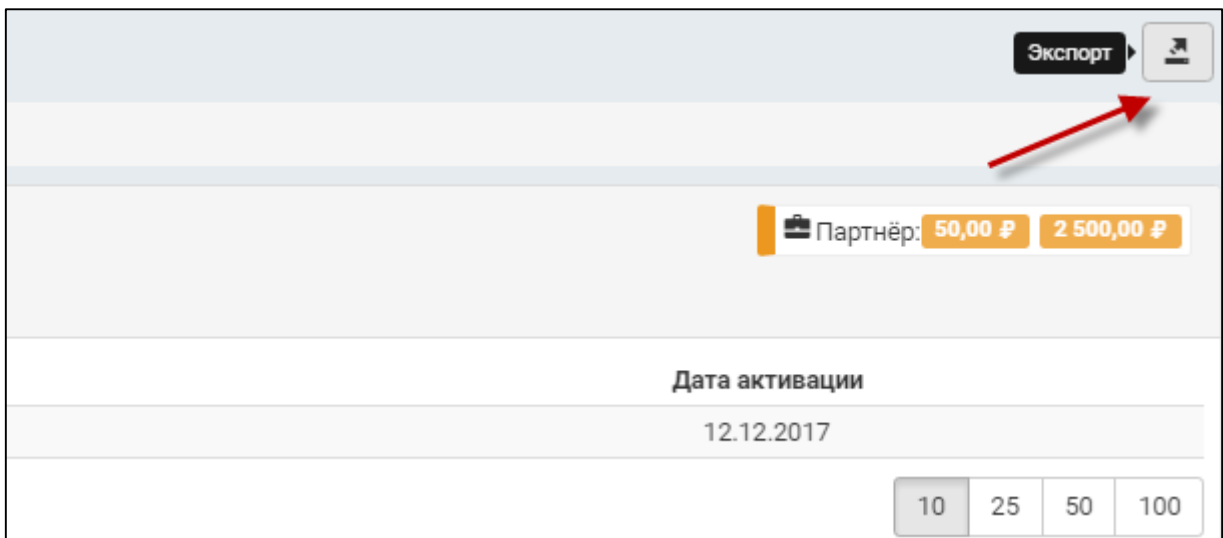 Экспорт
Партнёр: 50,00 ₽ 2 500,00 ₽
Дата активации
12.12.2017
10 25 50 100